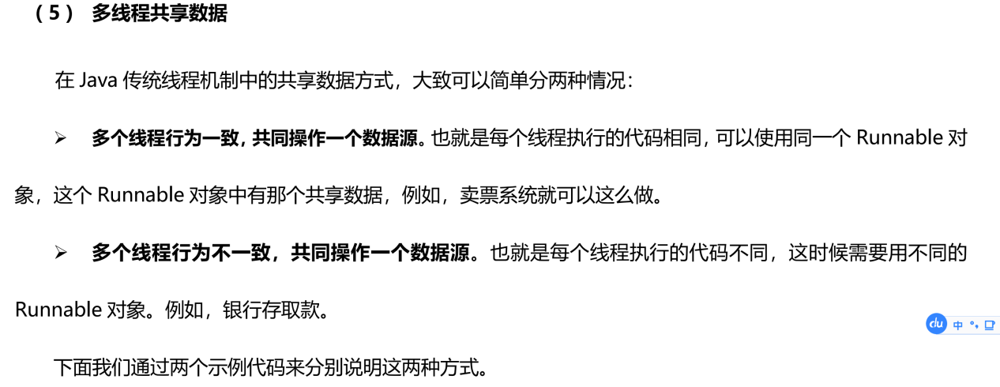 （5） 多线程共享数据
在 Java 传统线程机制中的共享数据方式，大致可以简单分两种情况：
➢ 多个线程行为一致，共同操作一个数据源。也就是每个线程执行的代码相同，可以使用同一个 Runnable 对
象，这个 Runnable 对象中有那个共享数据，例如，卖票系统就可以这么做。
➢ 多个线程行为不一致，共同操作一个数据源。也就是每个线程执行的代码不同，这时候需要用不同的
Runnable 对象。例如，银行存取款。
du 中 °,
下面我们通过两个示例代码来分别说明这两种方式。